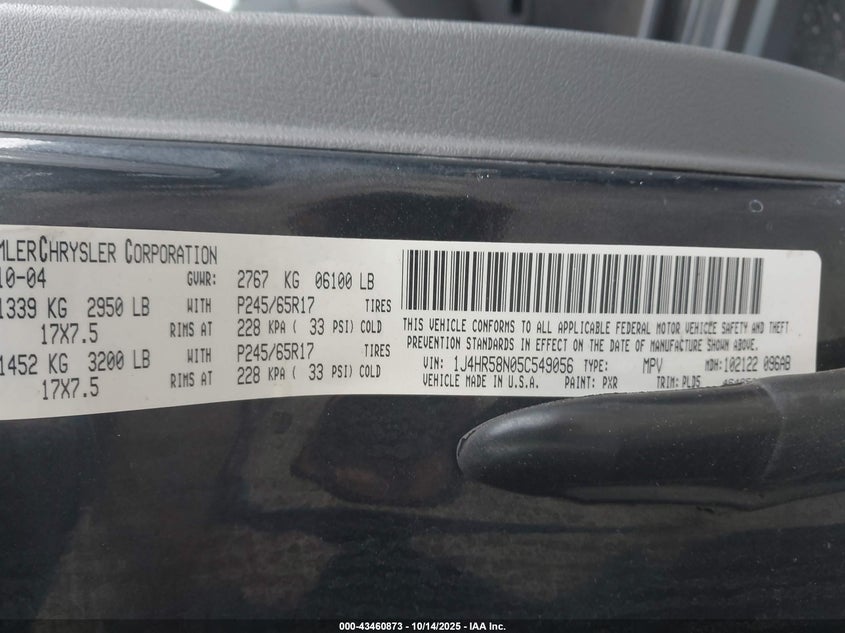 MLERCHRYSLER CORPORATION
10-04 GVWR: 2767 KG 06100 LB
1339 KG 2950 LB WITH P245/65R17 TIRES
17X7.5 RIMS AT 228 KPA ( 33 PSI) COLD
1452 KG 3200 LB WITH P245/65R17 TIRES
17X7.5 RIMS AT 228 KPA ( 33 PSI) COLD
THIS VEHICLE CONFORMS TO ALL APPLICABLE FEDERAL MOTOR VEHICLE SAFETY AND THEFT
PREVENTION STANDARDS IN EFFECT ON THE DATE OF MANUFACTURE SHOWN ABOVE.
VIN: 1J4HR58N05C549056 TYPE: MPV MDH: 102122 096AB
VEHICLE MADE IN U.S.A. PAINT: PXR TRIM: PLD5
000-43460873 - 10/14/2025 - IAA Inc.